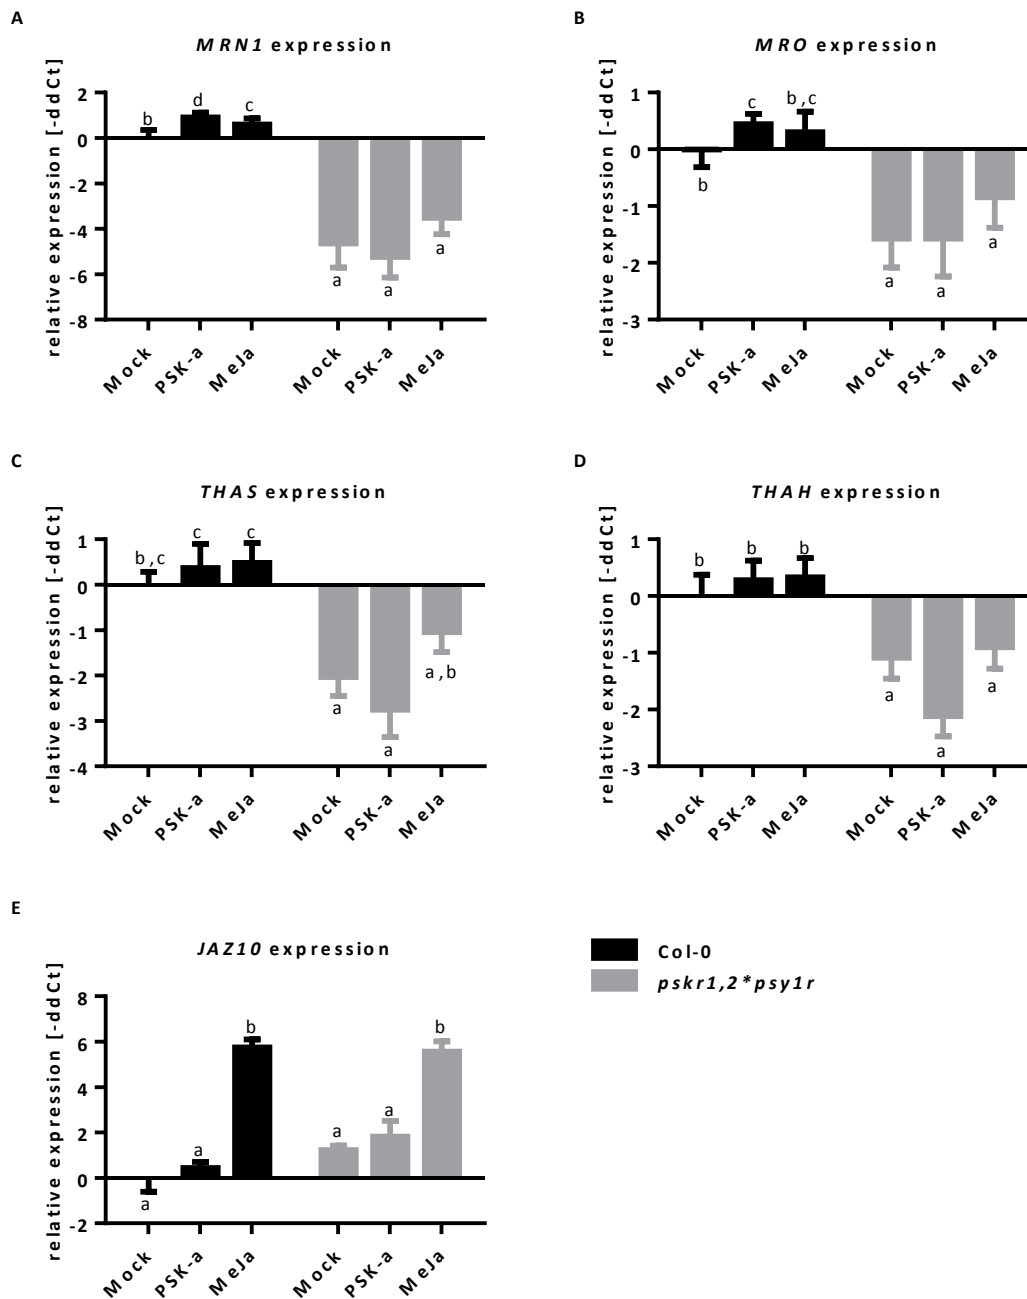 A
MRN1 expression
relative expression [-ddCt]
2
0
-2
-4
-6
-8
b
d
c
a
a
a
Mock
PSK-a
MeJa
Mock
PSK-a
MeJa
B
MRO expression
relative expression [-ddCt]
1
0
-1
-2
-3
b
c
b,c
a
a
a
Mock
PSK-a
MeJa
Mock
PSK-a
MeJa
C
THAS expression
relative expression [-ddCt]
1
0
-1
-2
-3
-4
b,c
c
c
a
a
a,b
Mock
PSK-a
MeJa
Mock
PSK-a
MeJa
D
THAH expression
relative expression [-ddCt]
1
0
-1
-2
-3
b
b
b
a
a
a
Mock
PSK-a
MeJa
Mock
PSK-a
MeJa
E
JAZ10 expression
relative expression [-ddCt]
8
6
4
2
0
-2
a
a
b
a
a
b
Mock
PSK-a
MeJa
Mock
PSK-a
MeJa
Col-0
pskr1,2*psy1r